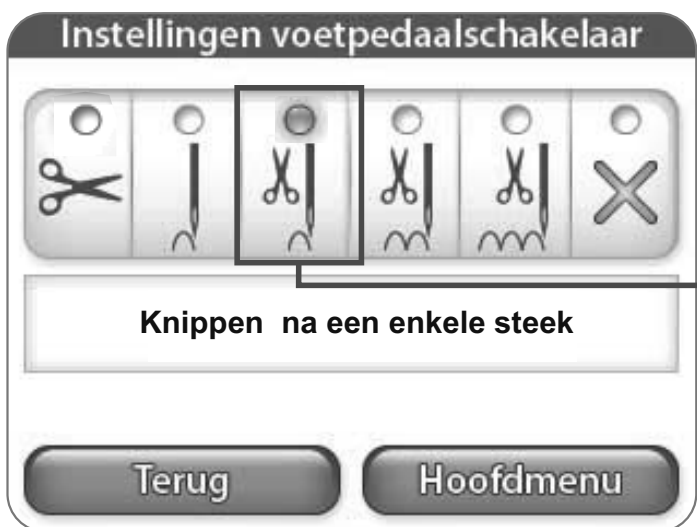 Instellingen voetpedaalschakelaar
Knippen na een enkele steek
Terug
Hoofdmenu